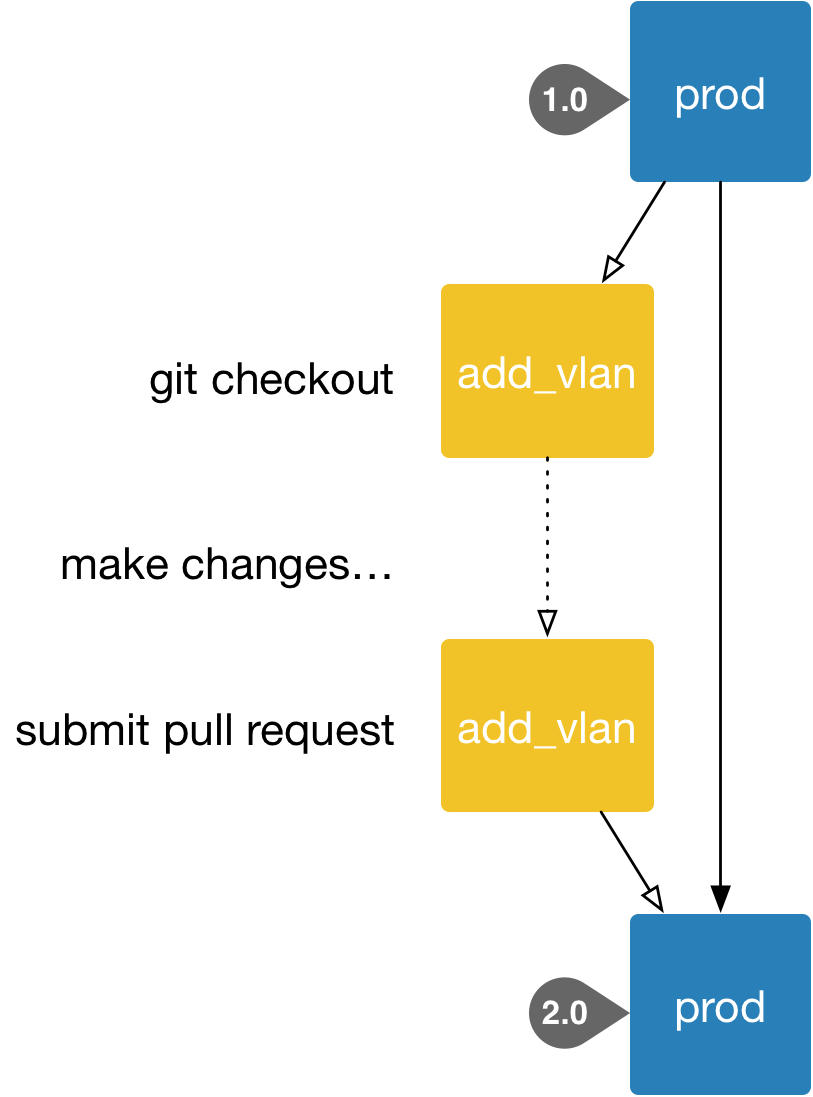 prod
1.0
git checkout
add_vlan
make changes...
submit pull request
add_vlan
2.0
prod